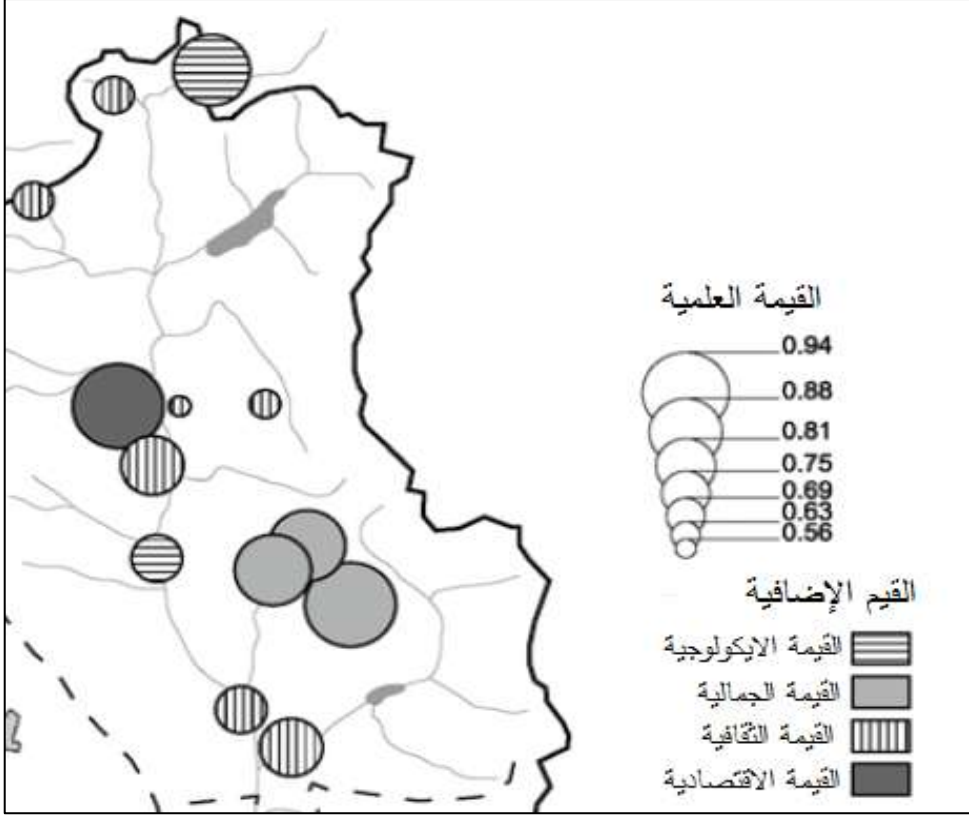 القيمة العلمية
0.94
0.88
0.81
0.75
0.69
0.63
0.56
القيم الإضافية
القيمة الايكولوجية
القيمة الجمالية
القيمة الثقافية
القيمة الاقتصادية